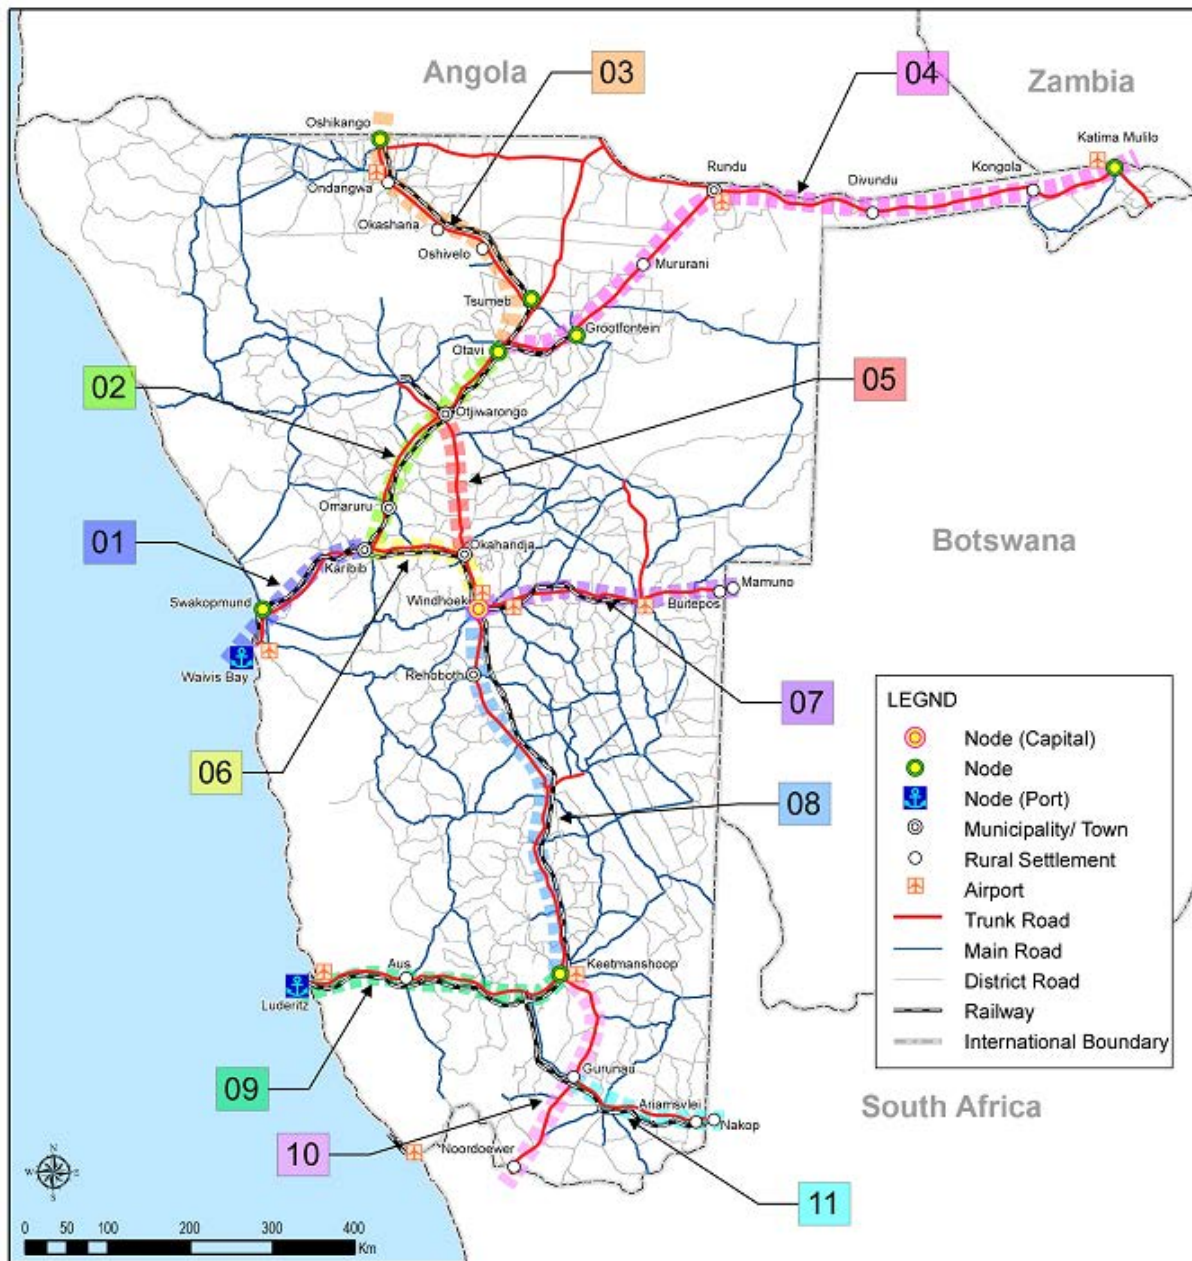 Angola
03
04
Zambia
Oshikango
Katima Mulilo
Rundu
Kongola
Divundu
Ondangwa
Okashana
Oshivelo
Mururani
Tsumeb
Grootfontein
Otavi
02
05
Otjiwarongo
Omaruru
01
Okahandja
Botswana
Karibib
Mamuno
Swakopmund
Windhoek
Buitepos
Waivis Bay
Rehoboth
07
06
08
LEGND
Node (Capital)
Node
Node (Port)
Municipality/ Town
Rural Settlement
Airport
Trunk Road
Main Road
District Road
Railway
International Boundary
Aus
Keetmanshoop
Luderitz
09
Gurunau
Ariamsvlei
South Africa
Nakop
10
Noordoewer
11
N
W E
S
0 50 100 200 300 400
Km